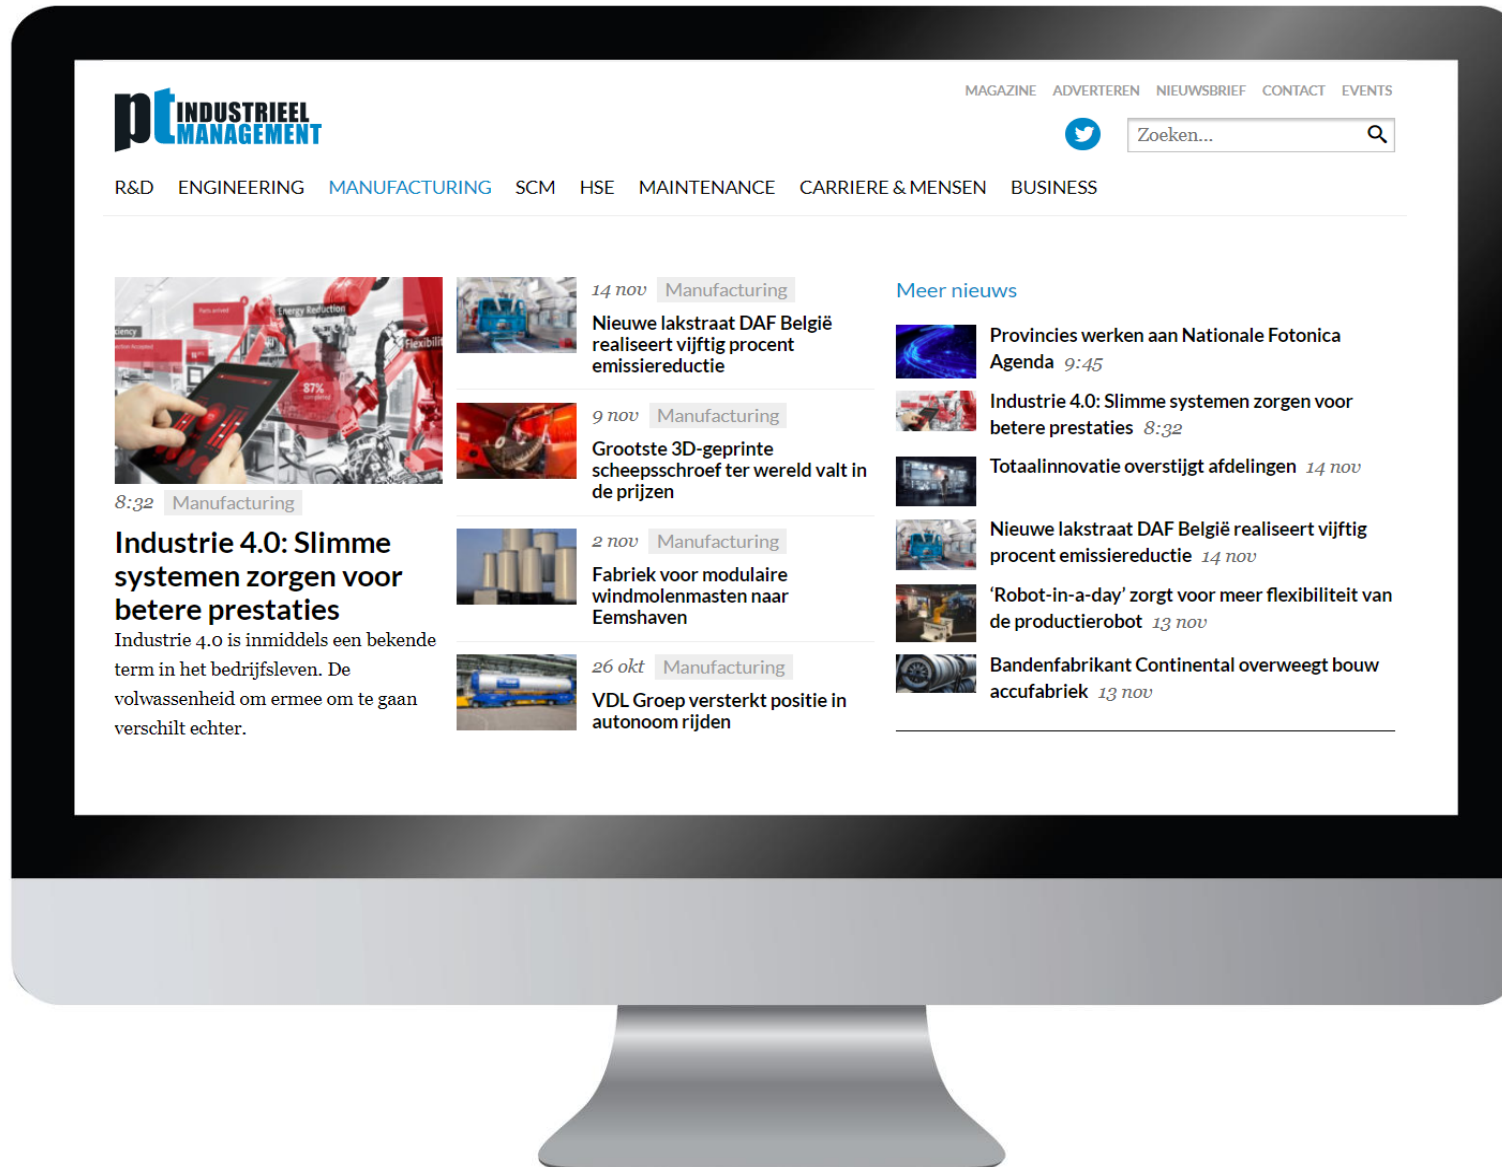 MAGAZINE ADVERTEREN NIEUWSBRIEF CONTACT EVENTS
pt INDUSTRIEEL
MANAGEMENT
Zoeken...
R&D ENGINEERING MANUFACTURING SCM HSE MAINTENANCE CARRIERE & MENSEN BUSINESS
Energy Reduction
87%
8:32 Manufacturing
Industrie 4.0: Slimme
systemen zorgen voor
betere prestaties
Industrie 4.0 is inmiddels een bekende
term in het bedrijfsleven. De
volwassenheid om ermee om te gaan
verschilt echter.
14 nov Manufacturing
Nieuwe lakstraat DAF België
realiseert vijftig procent
emissiereductie
9 nov Manufacturing
Grootste 3D-geprinte
scheepsschroef ter wereld valt in
de prijzen
2 nov Manufacturing
Fabriek voor modulaire
windmolenmasten naar
Eemshaven
26 okt Manufacturing
VDL Groep versterkt positie in
autonoom rijden
Meer nieuws
Provincies werken aan Nationale Fotonica
Agenda 9:45
Industrie 4.0: Slimme systemen zorgen voor
betere prestaties 8:32
Totaalinnovatie overstijgt afdelingen 14 nov
Nieuwe lakstraat DAF België realiseert vijftig
procent emissiereductie 14 nov
‘Robot-in-a-day’ zorgt voor meer flexibiliteit van
de productierobot 13 nov
Bandenfabrikant Continental overweegt bouw
accufabriek 13 nov